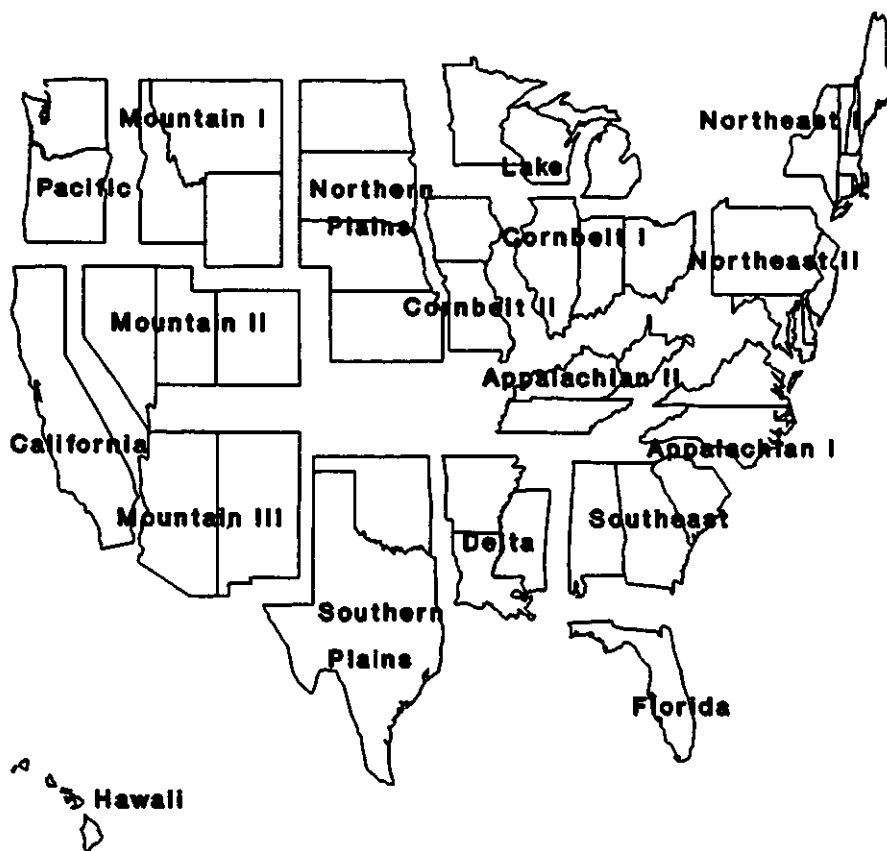 Mountain I
Northeast I
Pacific
Northern
Plains
Lake
Cornbelt I
Northeast II
Mountain II
Cornbelt II
Appalachian II
California
Appalachian I
Mountain III
Delta
Southeast
Southern
Plains
Florida
Hawaii